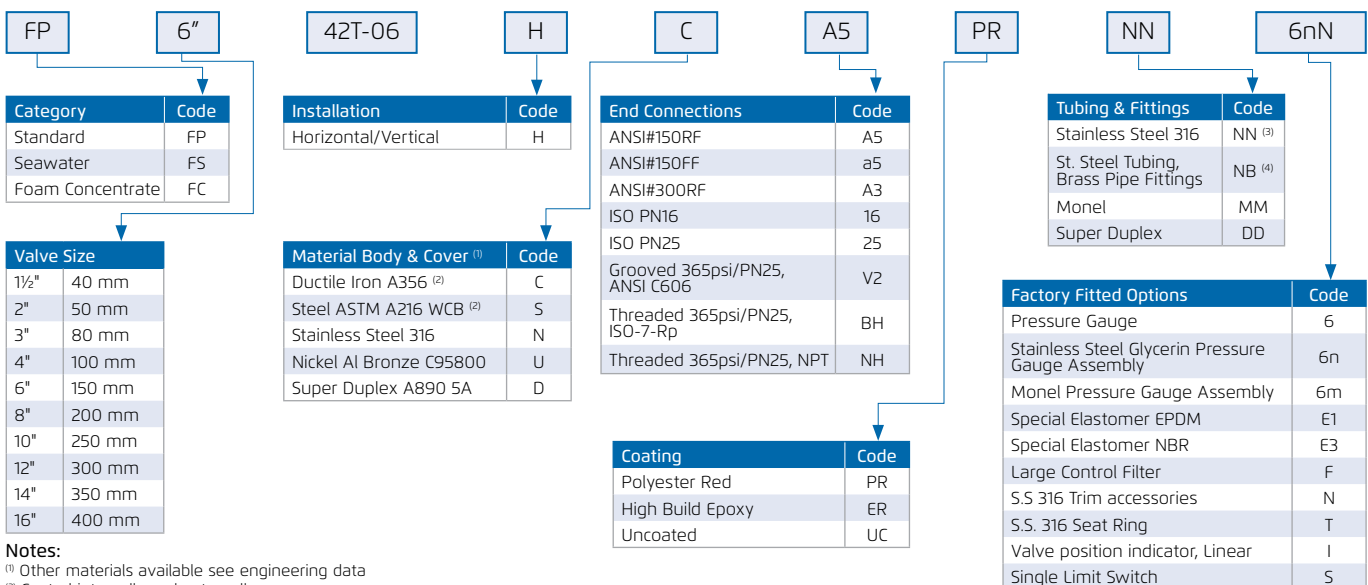 FP 6" 42T-06 H C A5 PR NN 6nN
Category Code
Standard FP
Seawater FS
Foam Concentrate FC
Valve Size
1½" 40 mm
2" 50 mm
3" 80 mm
4" 100 mm
6" 150 mm
8" 200 mm
10" 250 mm
12" 300 mm
14" 350 mm
16" 400 mm
Installation Code
Horizontal/Vertical H
Material Body & Cover (1) Code
Ductile Iron A356 (2) C
Steel ASTM A216 WCB (2) S
Stainless Steel 316 N
Nickel Al Bronze C95800 U
Super Duplex A890 5A D
End Connections Code
ANSI#150RF A5
ANSI#150FF a5
ANSI#300RF A3
ISO PN16 16
ISO PN25 25
Grooved 365psi/PN25,
ANSI C606 V2
Threaded 365psi/PN25,
ISO-7-Rp BH
Threaded 365psi/PN25, NPT NH
Coating Code
Polyester Red PR
High Build Epoxy ER
Uncoated UC
Tubing & Fittings Code
Stainless Steel 316 NN (3)
St. Steel Tubing,
Brass Pipe Fittings NB (4)
Monel MM
Super Duplex DD
Factory Fitted Options Code
Pressure Gauge 6
Stainless Steel Glycerin Pressure
Gauge Assembly 6n
Monel Pressure Gauge Assembly 6m
Special Elastomer EPDM E1
Special Elastomer NBR E3
Large Control Filter F
S.S 316 Trim accessories N
S.S. 316 Seat Ring T
Valve position indicator, Linear I
Single Limit Switch S
Notes:
(1) Other materials available see engineering data